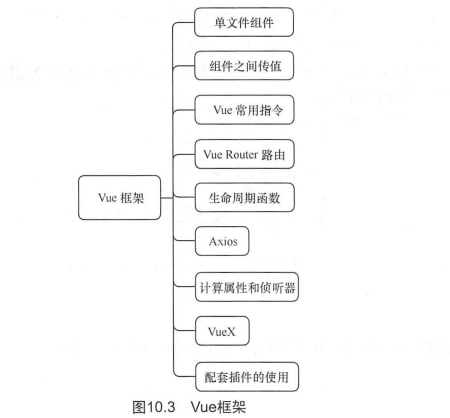 单文件组件
组件之间传值
Vue 常用指令
Vue Router 路由
Vue 框架
生命周期函数
Axios
计算属性和侦听器
VueX
配套插件的使用
图10.3 Vue框架